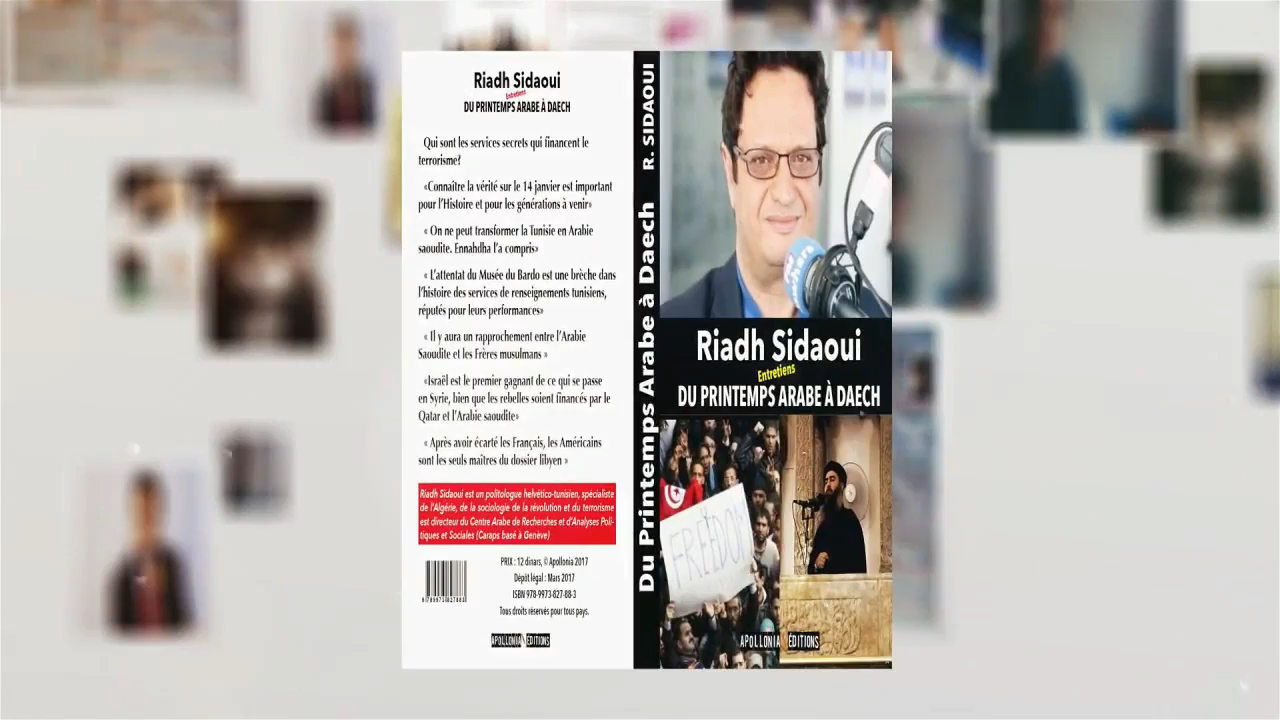 Riadh Sidaoui
Entretiens
DU PRINTEMPS ARABE À DAECH
Qui sont les services secrets qui financent le
terrorisme?
«Connaître la vérité sur le 14 janvier est important
pour l'Histoire et pour les générations à venir»
« On ne peut transformer la Tunisie en Arabie
saoudite. Ennahdha l'a compris»
« L'attentat du Musée du Bardo est une brèche dans
l'histoire des services de renseignements tunisiens,
réputés pour leurs performances»
« Il y aura un rapprochement entre l'Arabie
Saoudite et les Frères musulmans »
«Israël est le premier gagnant de ce qui se passe
en Syrie, bien que les rebelles soient financés par le
Qatar et l'Arabie saoudite»
« Après avoir écarté les Français, les Américains
sont les seuls maîtres du dossier libyen »
Riadh Sidaoui est un politologue helvético-tunisien, spécialiste
de l'Algérie, de la sociologie de la révolution et du terrorisme
est directeur du Centre Arabe de Recherches et d'Analyses Poli-
tiques et Sociales (Caraps basé à Genève)
PRIX : 12 dinars, © Apollonia 2017
Dépôt légal : Mars 2017
ISBN 978-9973-827-88-3
Tous droits réservés pour tous pays.
APOLLONIA ÉDITIONS
Du Printemps Arabe à Daech R. SIDAOUI
Riadh Sidaoui
Entretiens
DU PRINTEMPS ARABE À DAECH
FREEDOM
APOLLONIA ÉDITIONS